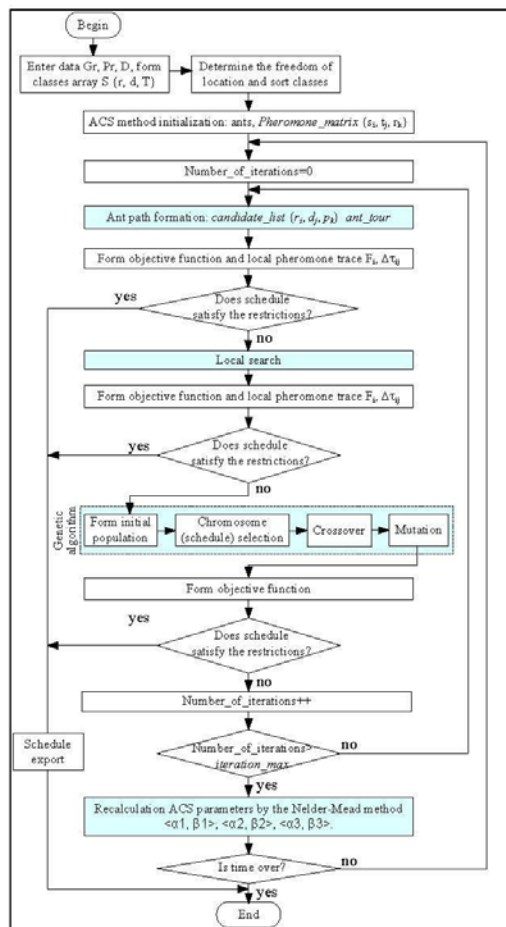 Begin
Enter data Gr, Pr, D, form
classes array S (r, d, T)
Determine the freedom of
location and sort classes
ACS method initialization: ants, Pheromone_matrix (sᵢ, tⱼ, rₖ)
Number_of_iterations=0
Ant path formation: candidate_list (rᵢ, dⱼ, pₖ) ant_tour
Form objective function and local pheromone trace Fᵢ, Δτᵢⱼ
yes
Does schedule
satisfy the restrictions?
no
Local search
Form objective function and local pheromone trace Fᵢ, Δτᵢⱼ
yes
Does schedule
satisfy the restrictions?
no
Genetic
algorithm
Form initial
population
Chromosome
(schedule) selection
Crossover
Mutation
Form objective function
yes
Does schedule
satisfy the restrictions?
no
Number_of_iterations++
Schedule
export
Number_of_iterations>
iteration_max
no
yes
Recalculation ACS parameters by the Nelder-Mead method
<α1, β1>, <α2, β2>, <α3, β3>.
Is time over?
no
yes
End